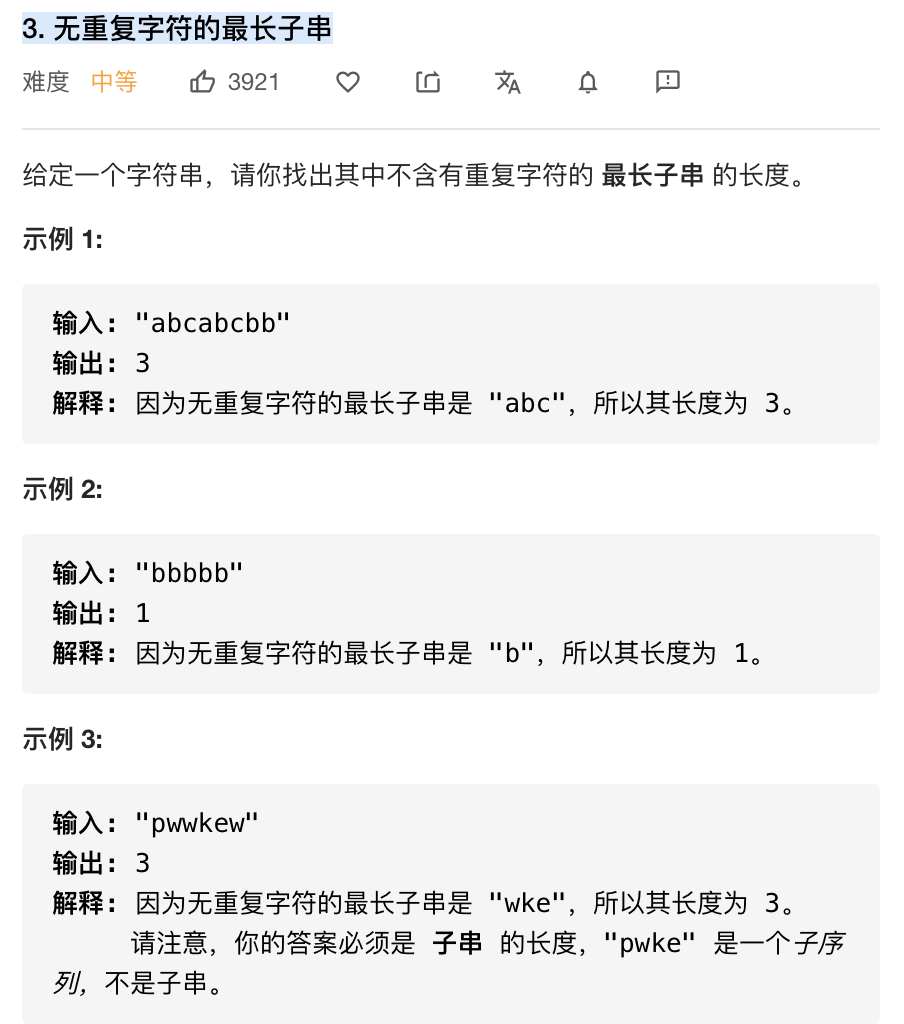 3. 无重复字符的最长子串
难度 中等 3921
给定一个字符串，请你找出其中不含有重复字符的 最长子串 的长度。
示例 1:
输入: "abcabcbb"
输出: 3
解释: 因为无重复字符的最长子串是 "abc"，所以其长度为 3。
示例 2:
输入: "bbbbb"
输出: 1
解释: 因为无重复字符的最长子串是 "b"，所以其长度为 1。
示例 3:
输入: "pwwkew"
输出: 3
解释: 因为无重复字符的最长子串是 "wke"，所以其长度为 3。
请注意，你的答案必须是 子串 的长度，"pwke" 是一个子序
列，不是子串。